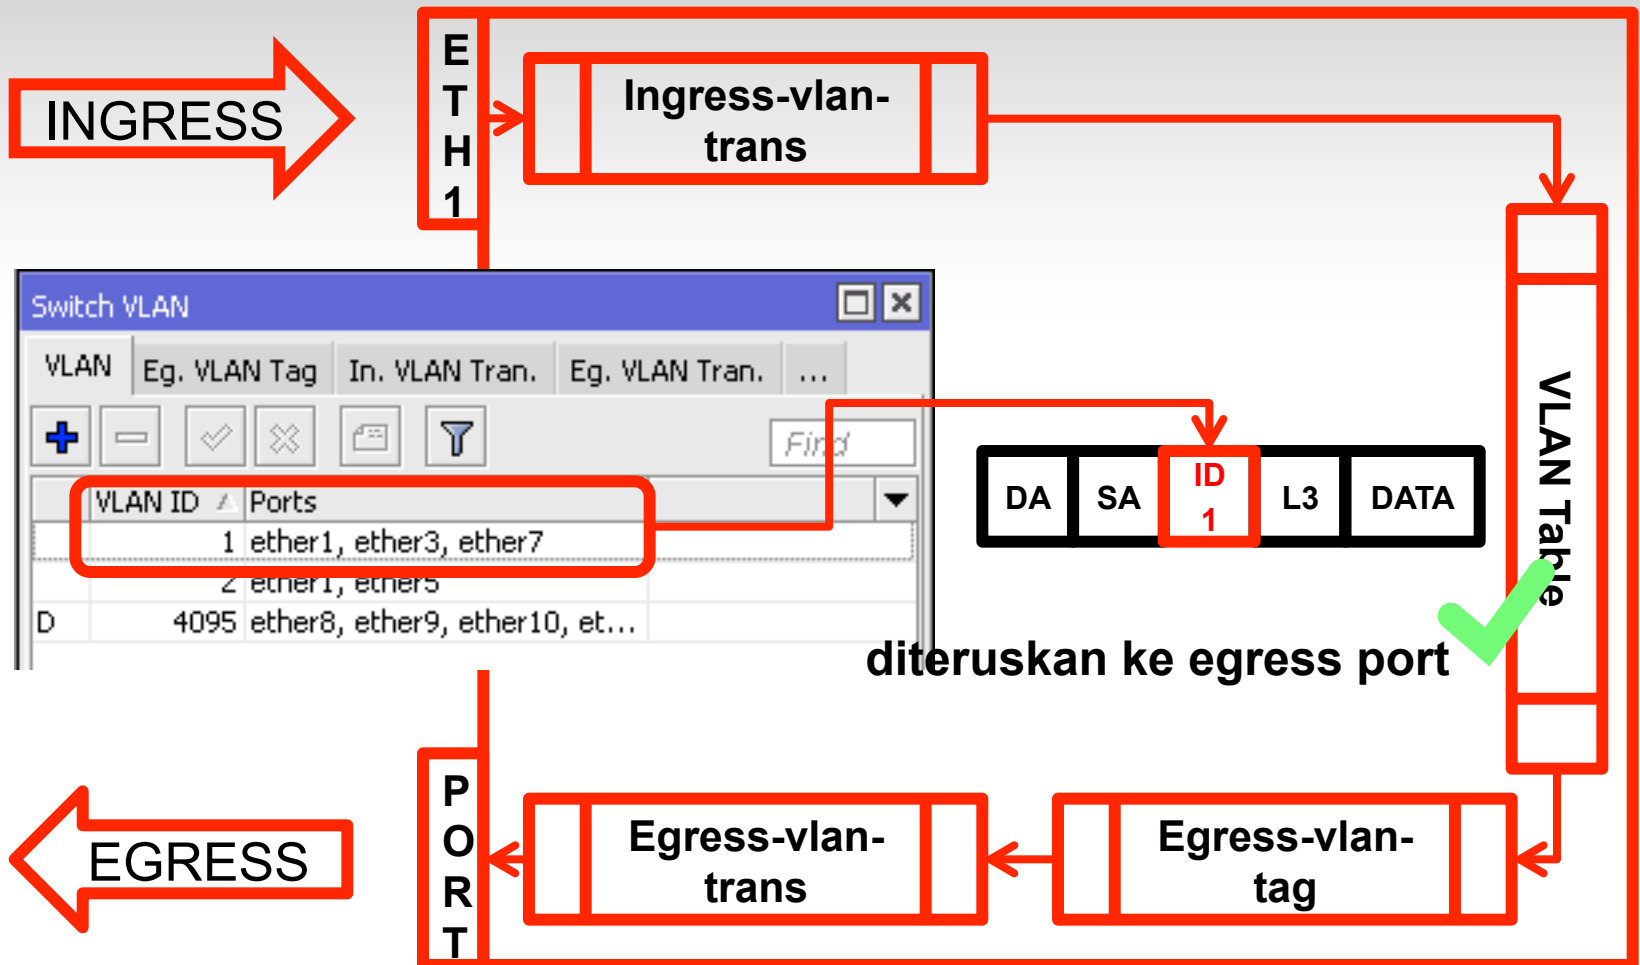 INGRESS
E
T
H
1
Ingress-vlan-
trans
Switch VLAN
VLAN Eg. VLAN Tag In. VLAN Tran. Eg. VLAN Tran. ...
Find
VLAN ID Ports
1 ether1, ether3, ether7
2 ether1, ether5
D 4095 ether8, ether9, ether10, et...
DA SA ID 1 L3 DATA
VLAN Table
diteruskan ke egress port
EGRESS
P
O
R
T
Egress-vlan-
trans
Egress-vlan-
tag